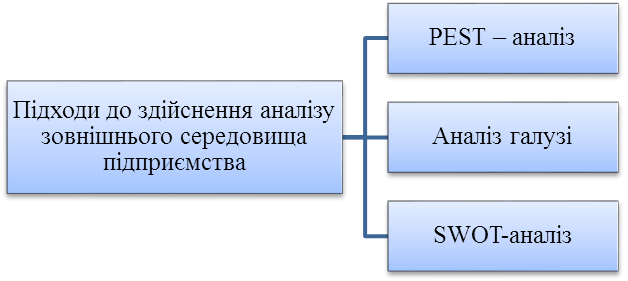 Підходи до здійснення аналізу
зовнішнього середовища
підприємства
PEST – аналіз
Аналіз галузі
SWOT-аналіз